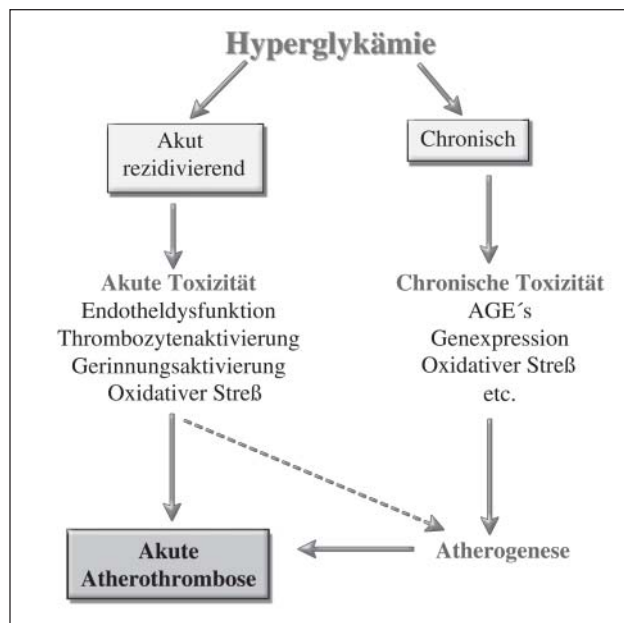 Hyperglykämie
Akut
rezidivierend
Chronisch
Akute Toxizität
Endotheldysfunktion
Thrombozytenaktivierung
Gerinnungsaktivierung
Oxidativer Streß
Chronische Toxizität
AGE´s
Genexpression
Oxidativer Streß
etc.
Akute
Atherothrombose
Atherogenese